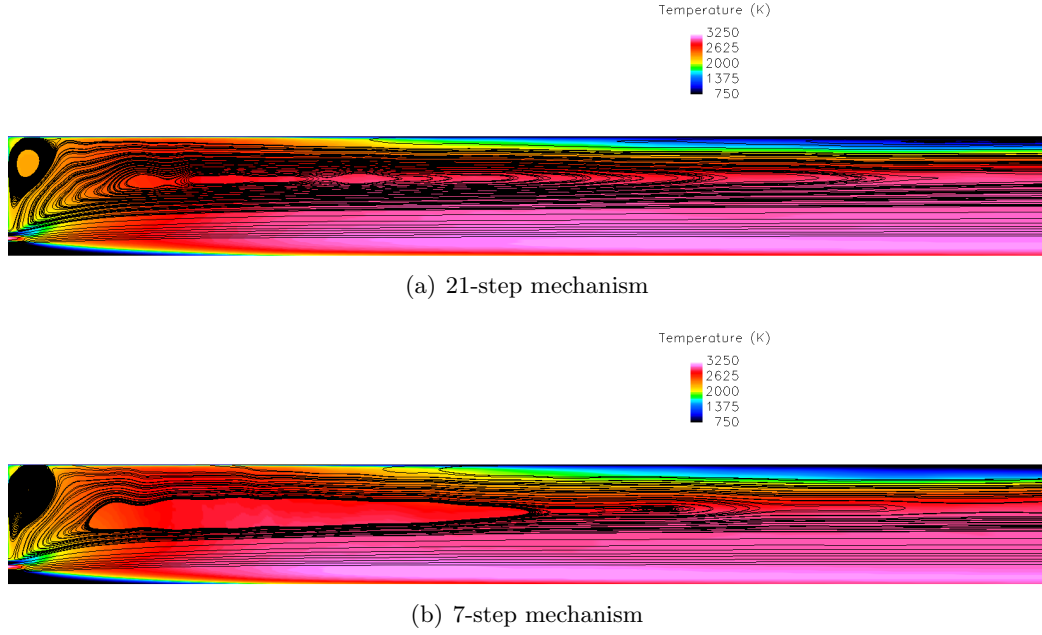 Temperature (K)
3250
2625
2000
1375
750
(a) 21-step mechanism
Temperature (K)
3250
2625
2000
1375
750
(b) 7-step mechanism